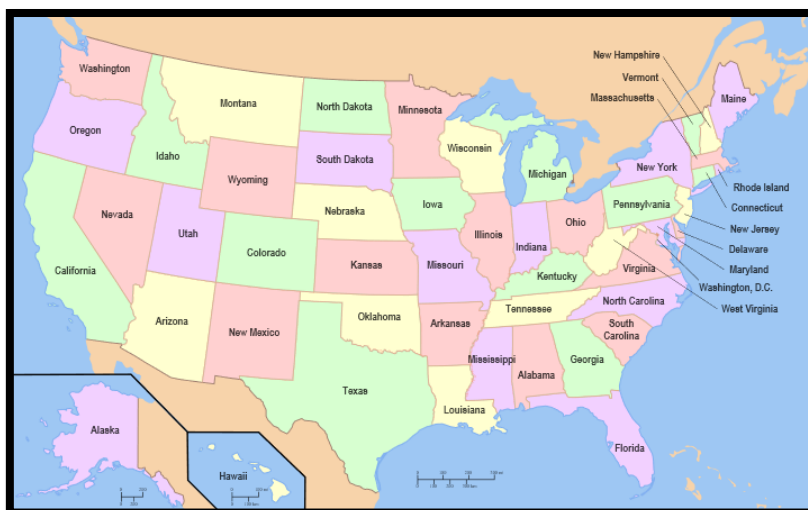 New Hampshire
Vermont
Massachusetts
Washington
Montana
North Dakota
Minnesota
Maine
Oregon
Idaho
South Dakota
Wisconsin
Michigan
New York
Wyoming
Rhode Island
Connecticut
Nevada
Nebraska
Iowa
Pennsylvania
New Jersey
Utah
Colorado
Illinois
Indiana
Ohio
Delaware
California
Kansas
Missouri
Kentucky
Virginia
Maryland
Washington, D.C.
West Virginia
Arizona
New Mexico
Oklahoma
Arkansas
Tennessee
North Carolina
South
Carolina
Texas
Mississippi
Alabama
Georgia
Louisiana
Alaska
Hawaii
Florida